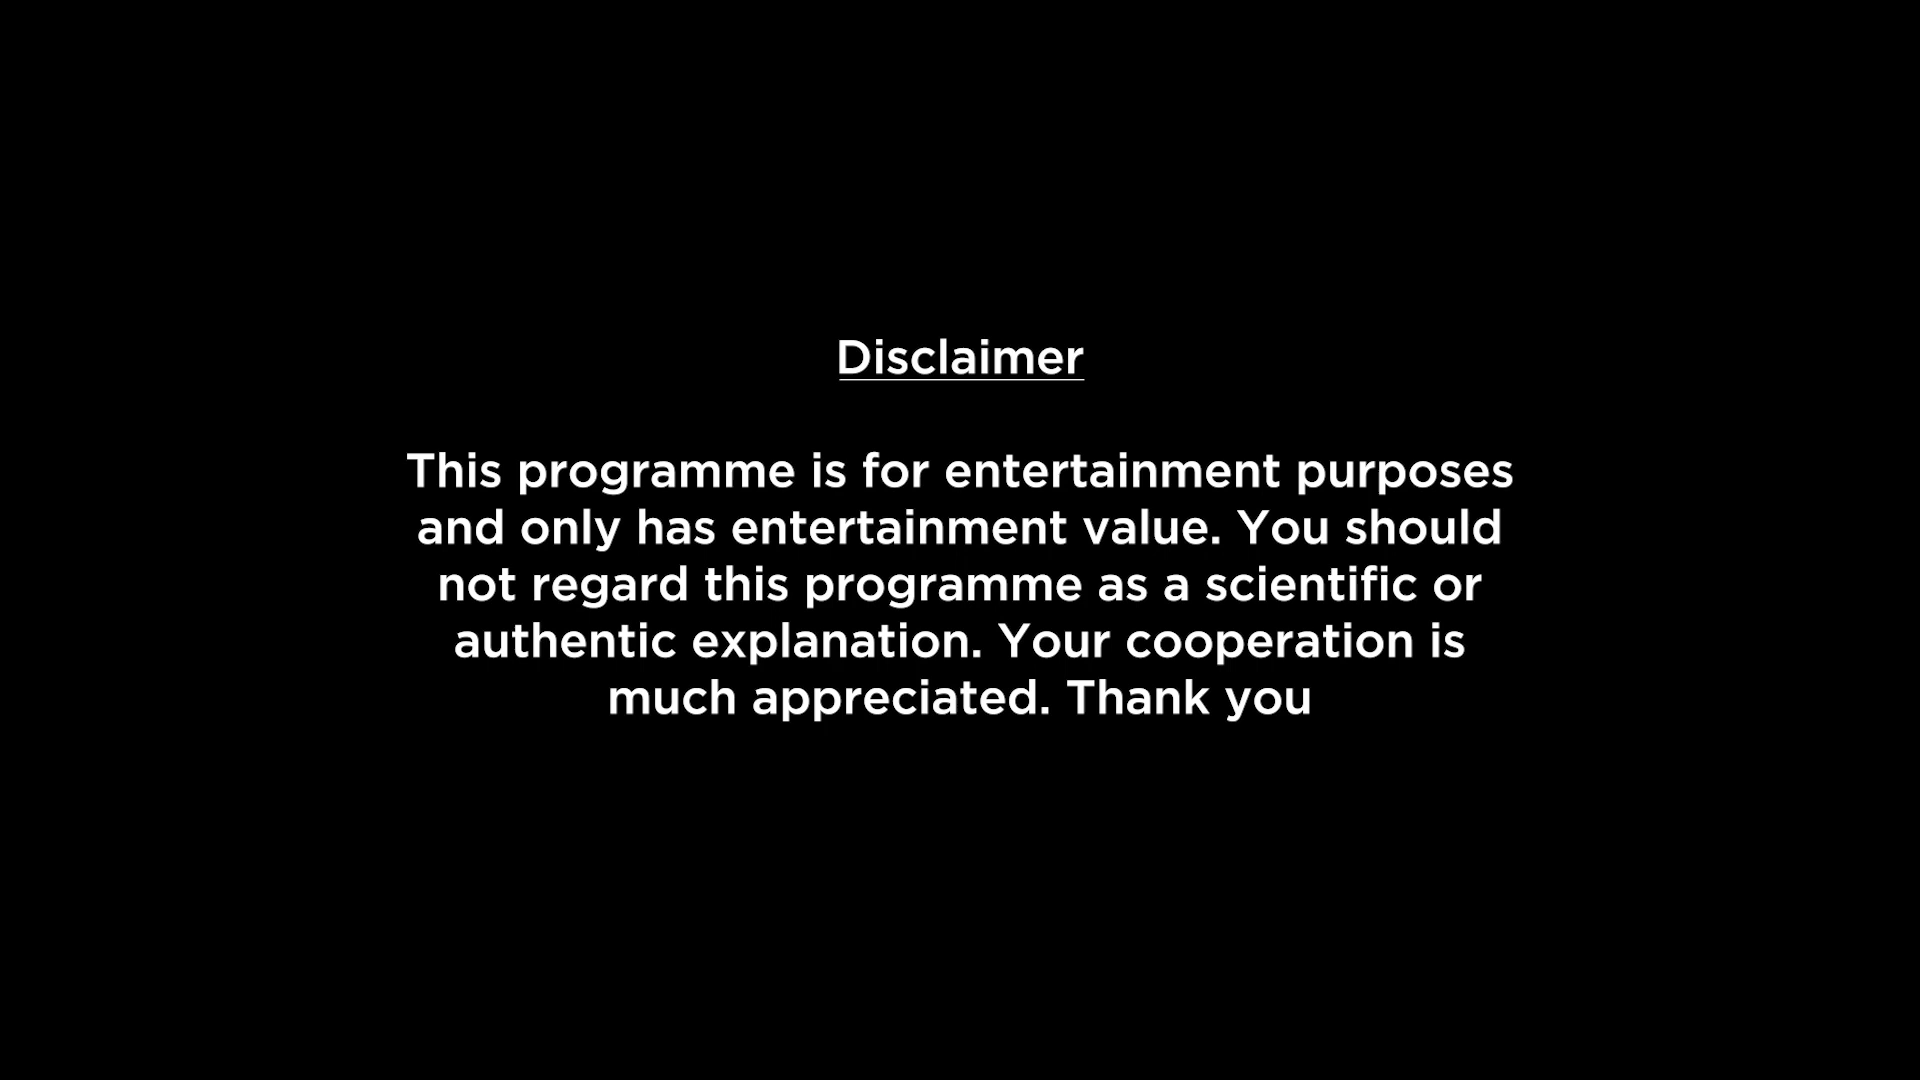 Disclaimer
This programme is for entertainment purposes
and only has entertainment value. You should
not regard this programme as a scientific or
authentic explanation. Your cooperation is
much appreciated. Thank you